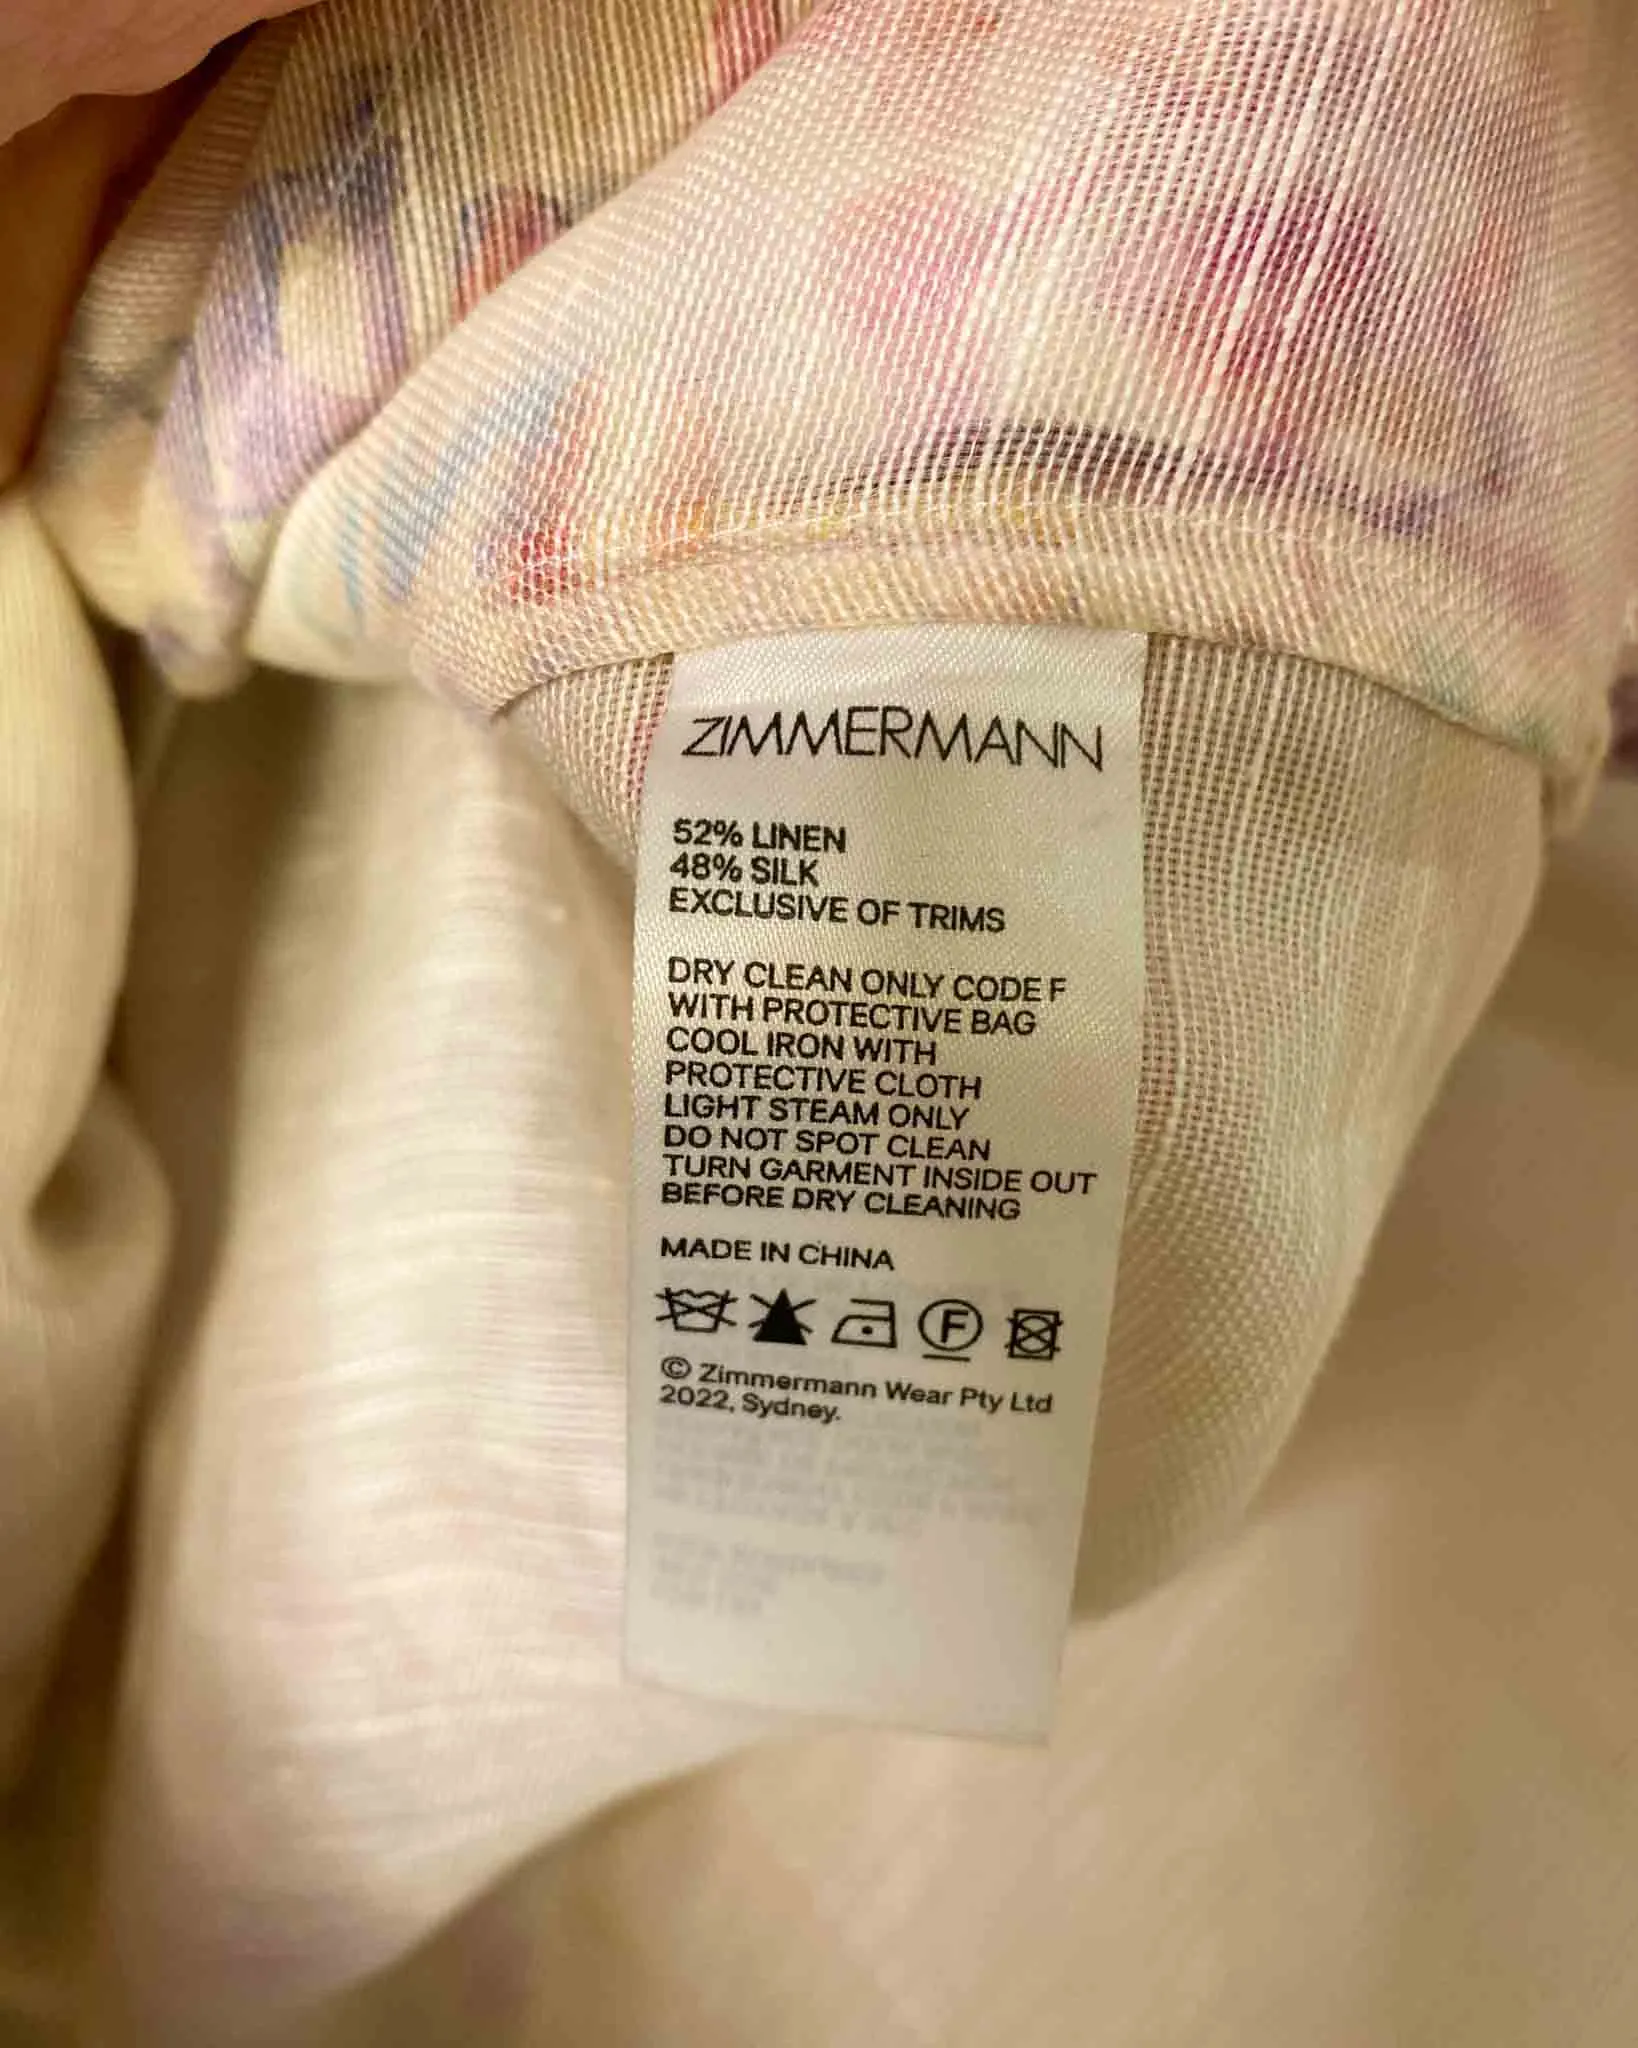 ZIMMERMANN
52% LINEN
48% SILK
EXCLUSIVE OF TRIMS
DRY CLEAN ONLY CODE F
WITH PROTECTIVE BAG
COOL IRON WITH
PROTECTIVE CLOTH
LIGHT STEAM ONLY
DO NOT SPOT CLEAN
TURN GARMENT INSIDE OUT
BEFORE DRY CLEANING
MADE IN CHINA
F
© Zimmermann Wear Pty Ltd
2022, Sydney.